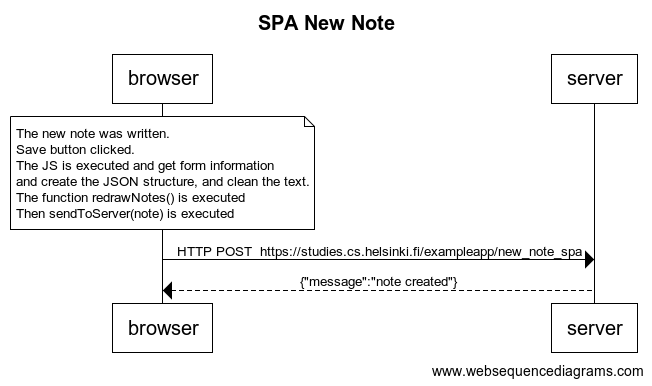 SPA New Note
browser
server
The new note was written.
Save button clicked.
The JS is executed and get form information
and create the JSON structure, and clean the text.
The function redrawNotes() is executed
Then sendToServer(note) is executed
HTTP POST  https://studies.cs.helsinki.fi/exampleapp/new_note_spa
{"message":"note created"}
browser
server
www.websequencediagrams.com